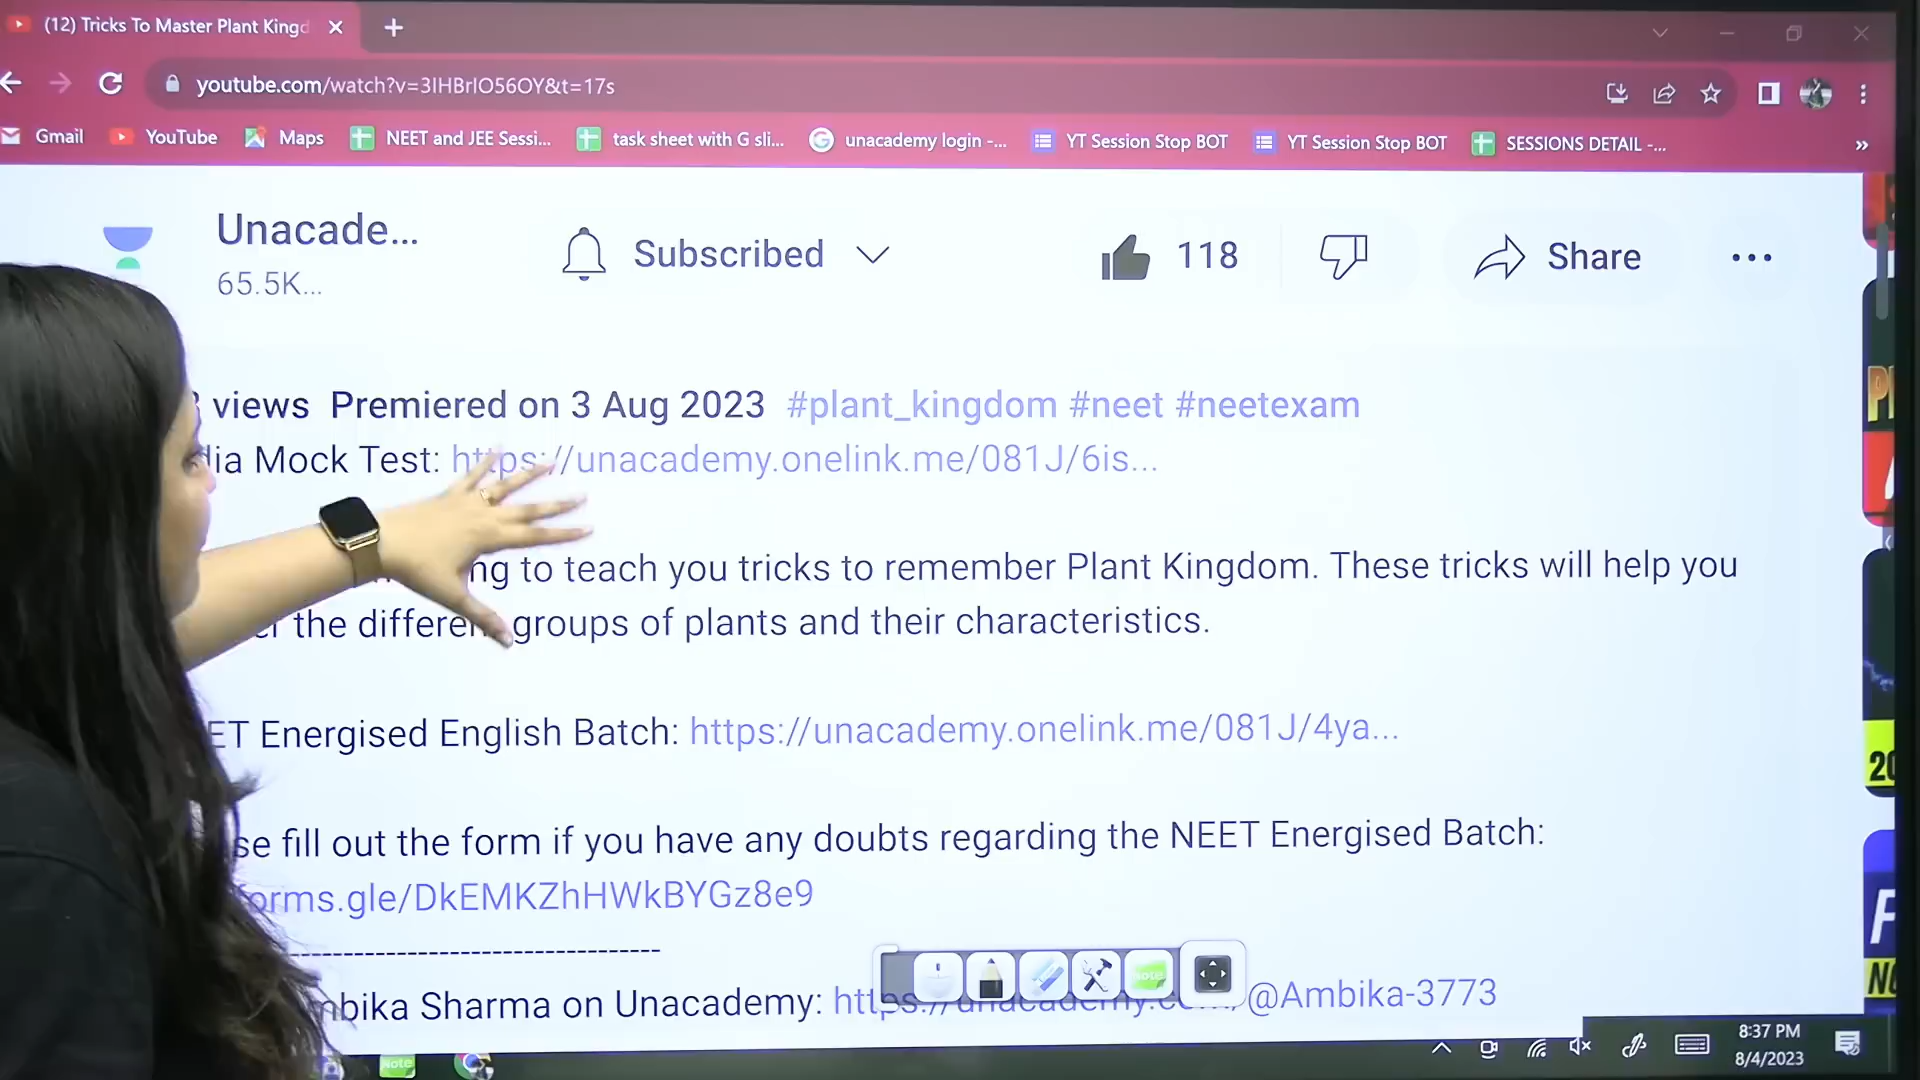 (12) Tricks To Master Plant Kingd
youtube.com/watch?v=3IHBrIO56OY&t=17s
Gmail YouTube Maps NEET and JEE Sessi... task sheet with G sli... unacademy login -... YT Session Stop BOT YT Session Stop BOT SESSIONS DETAIL -...
Unacade...
65.5K...
Subscribed 118 Share
views Premiered on 3 Aug 2023 #plant_kingdom #neet #neetexam
Mock Test: https://unacademy.onelink.me/081J/6is...
to teach you tricks to remember Plant Kingdom. These tricks will help you
the different groups of plants and their characteristics.
Energised English Batch: https://unacademy.onelink.me/081J/4ya...
fill out the form if you have any doubts regarding the NEET Energised Batch:
forms.gle/DkEMKZhHWkBYGz8e9
------------------------------------
Sharma on Unacademy: https://unacademy.com/@Ambika-3773
Note
Note
8:37 PM
8/4/2023